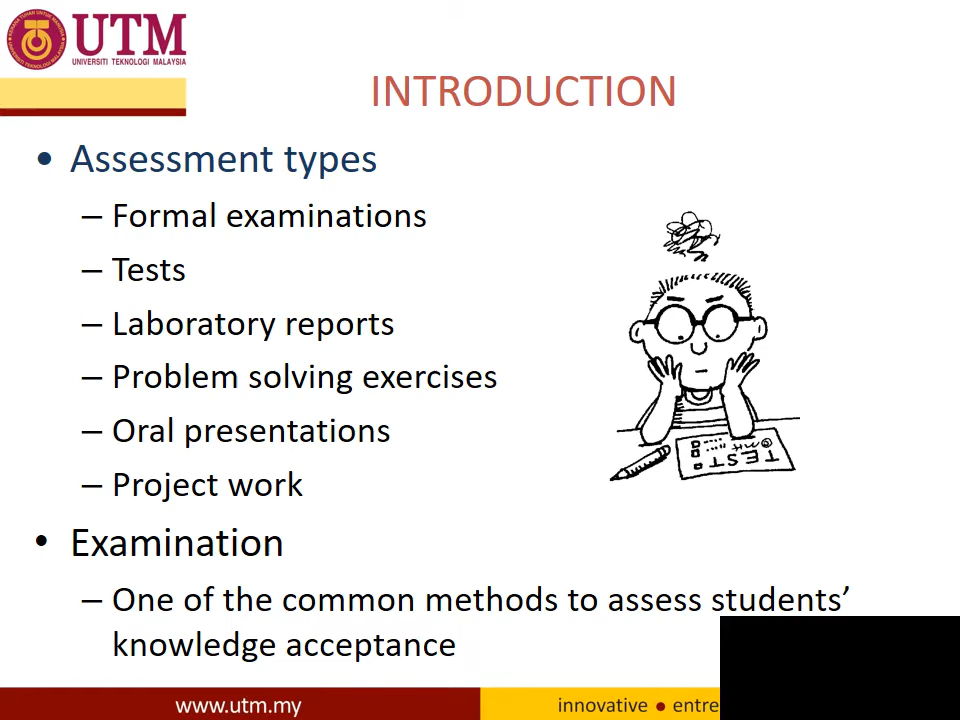 UTM
UNIVERSITI TEKNOLOGI MALAYSIA
INTRODUCTION
• Assessment types
– Formal examinations
– Tests
– Laboratory reports
– Problem solving exercises
– Oral presentations
– Project work
TEST
• Examination
– One of the common methods to assess students’
knowledge acceptance
www.utm.my
innovative ● entre